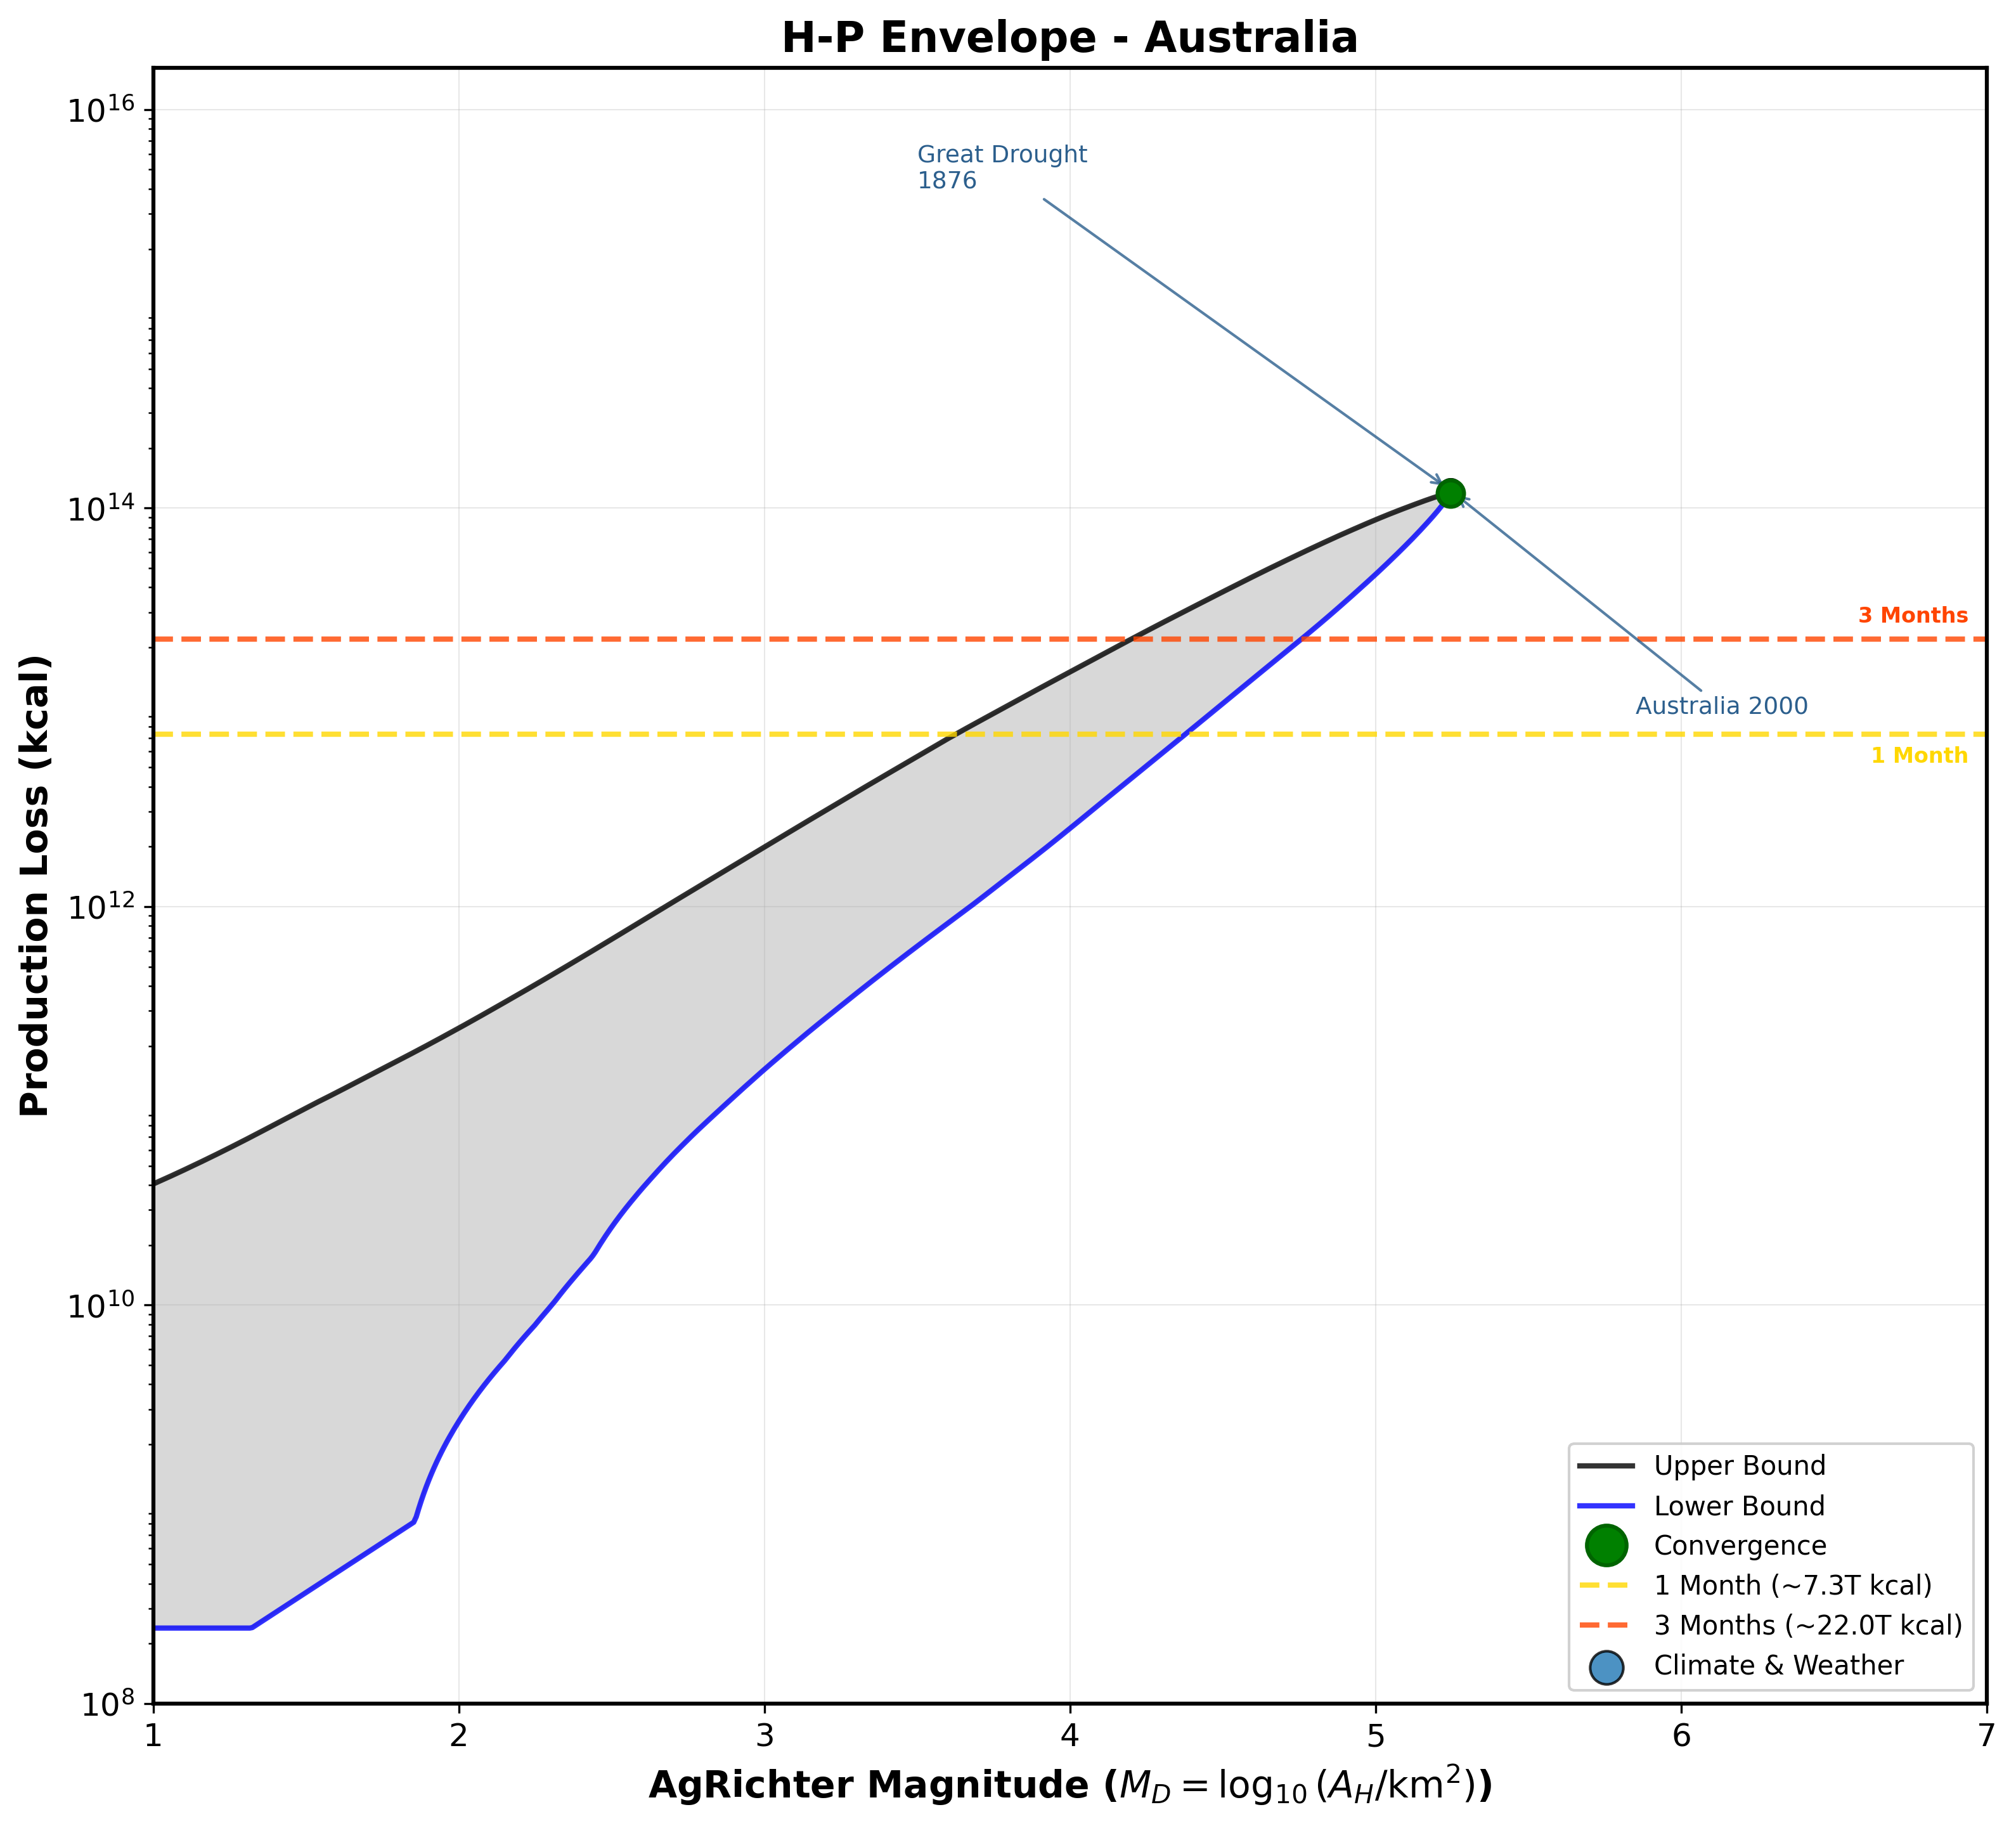 H-P Envelope - Australia
Production Loss (kcal)
10^16
10^14
10^12
10^10
10^8
Great Drought
1876
3 Months
Australia 2000
1 Month
Upper Bound
Lower Bound
Convergence
1 Month (~7.3T kcal)
3 Months (~22.0T kcal)
Climate & Weather
1 2 3 4 5 6 7
AgRichter Magnitude (M_D = log_10 (A_H/km^2))